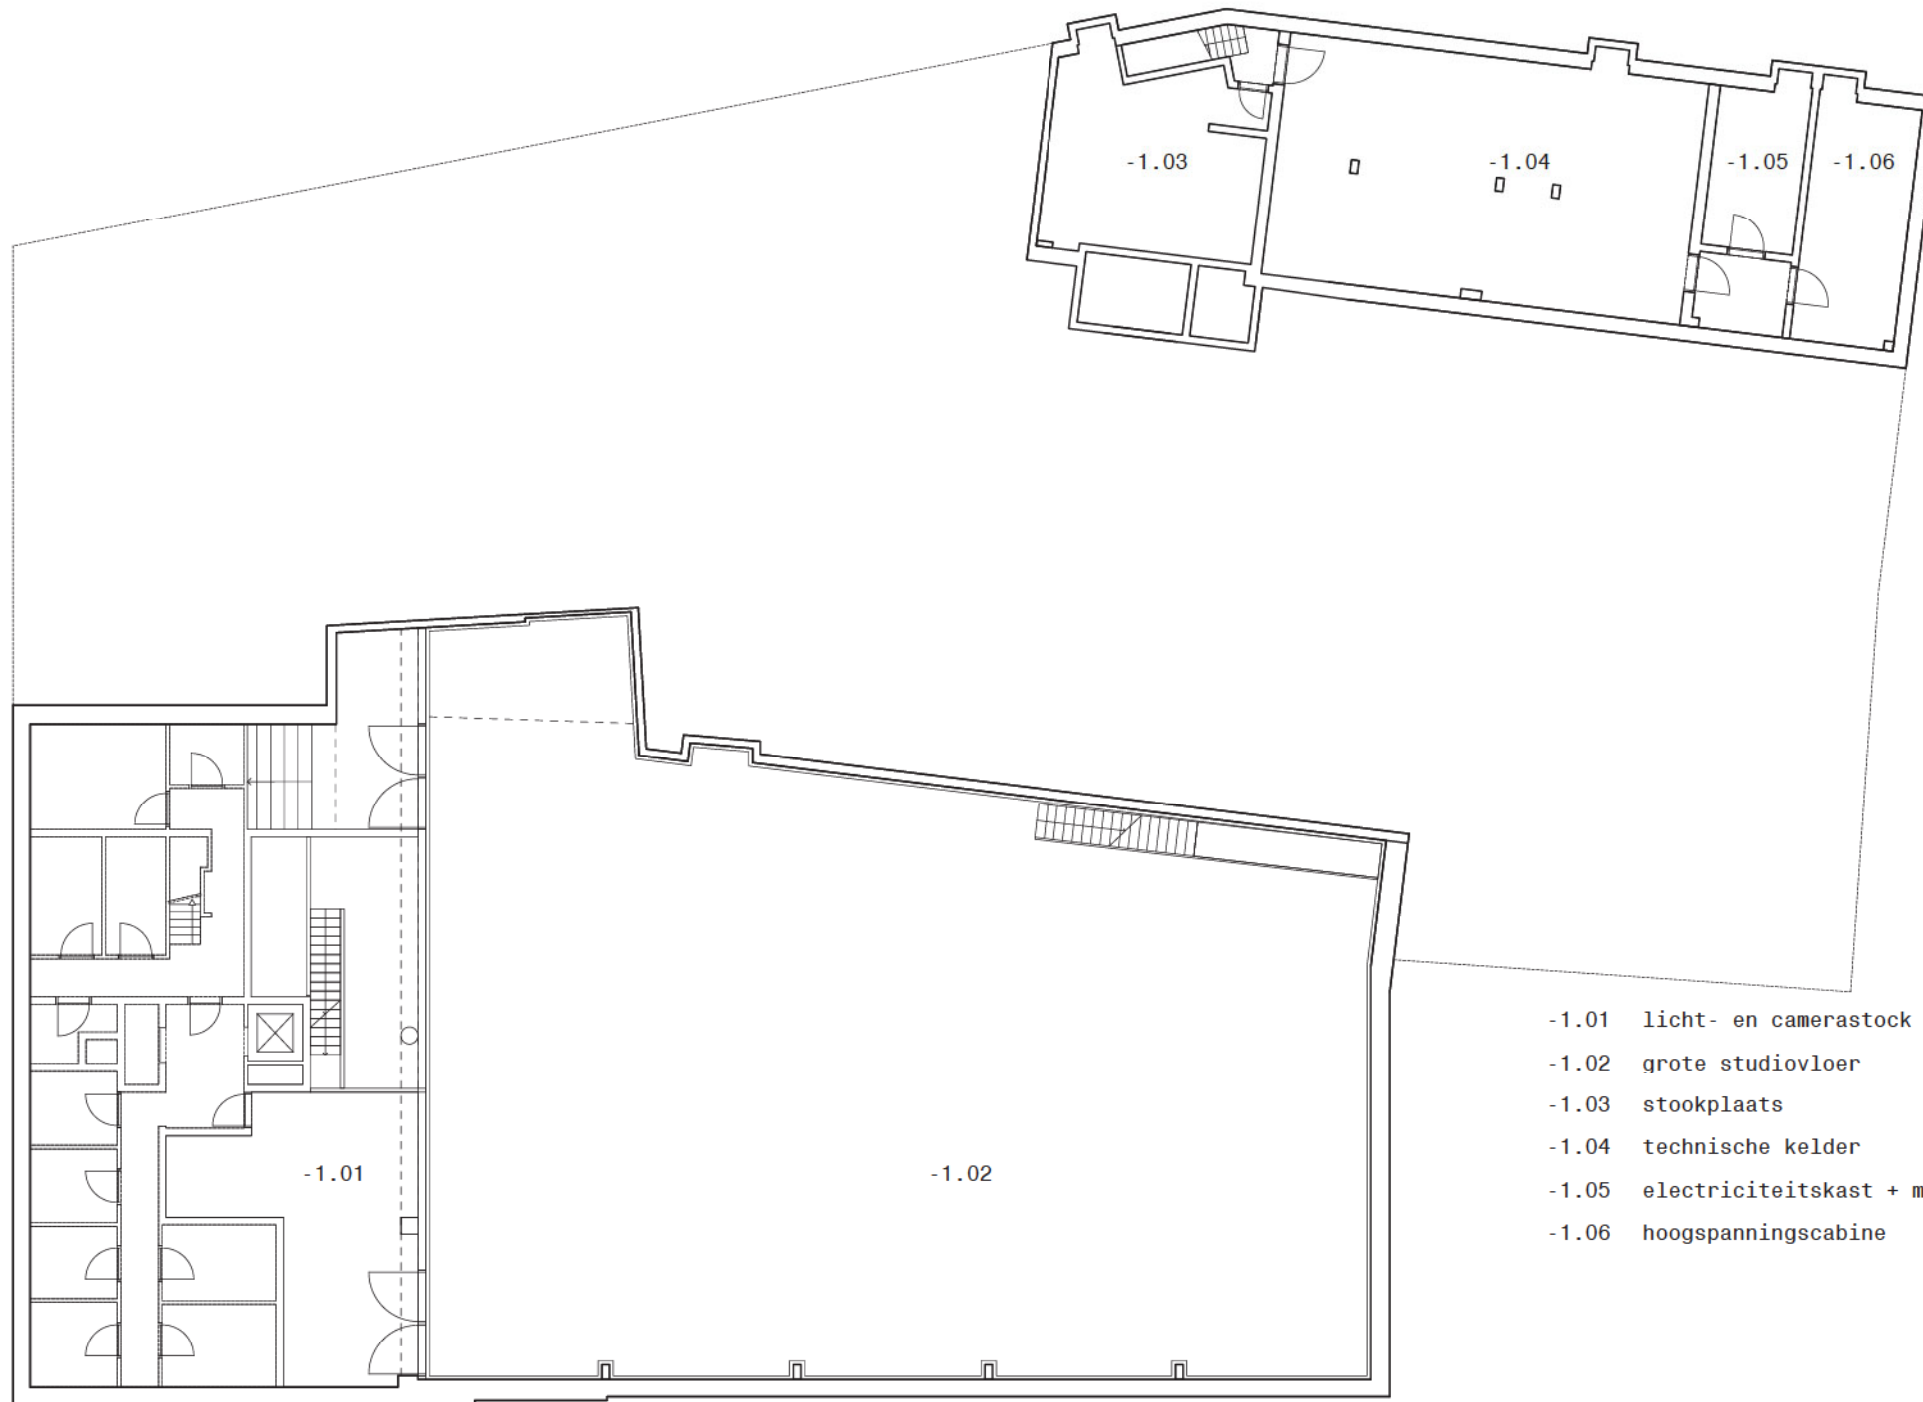 -1.03
-1.04
-1.05
-1.06
-1.01
-1.02
-1.01 licht- en camerastock
-1.02 grote studiovloer
-1.03 stookplaats
-1.04 technische kelder
-1.05 electriciteitskast +
-1.06 hoogspanningscabine